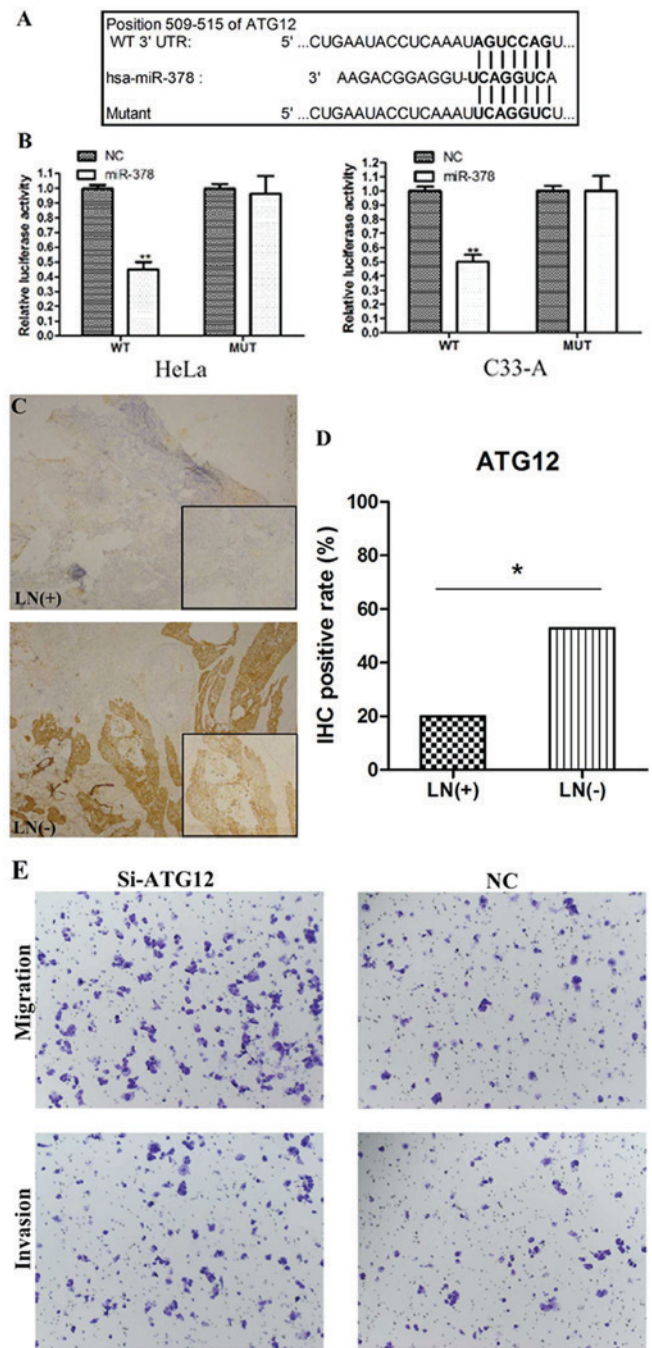 A
Position 509-515 of ATG12
WT 3' UTR: 5' ...CUGAAUACCUCAAAUAGUCCAGU...
hsa-miR-378 : 3' AAGACGGAGGU-UCAGGUCA
Mutant 5' ...CUGAAUACCUCAAAUUCAGGUCU...
B
NC
miR-378
Relative luciferase activity
1.1
1.0
0.9
0.8
0.7
0.6
0.5
0.4
0.3
0.2
0.1
0.0
**
WT MUT
HeLa
NC
miR-378
Relative luciferase activity
1.2
1.1
1.0
0.9
0.8
0.7
0.6
0.5
0.4
0.3
0.2
0.1
0.0
**
WT MUT
C33-A
C
LN(+)
LN(-)
D
ATG12
IHC positive rate (%)
100
80
60
40
20
0
*
LN(+) LN(-)
E
Si-ATG12 NC
Migration
Invasion